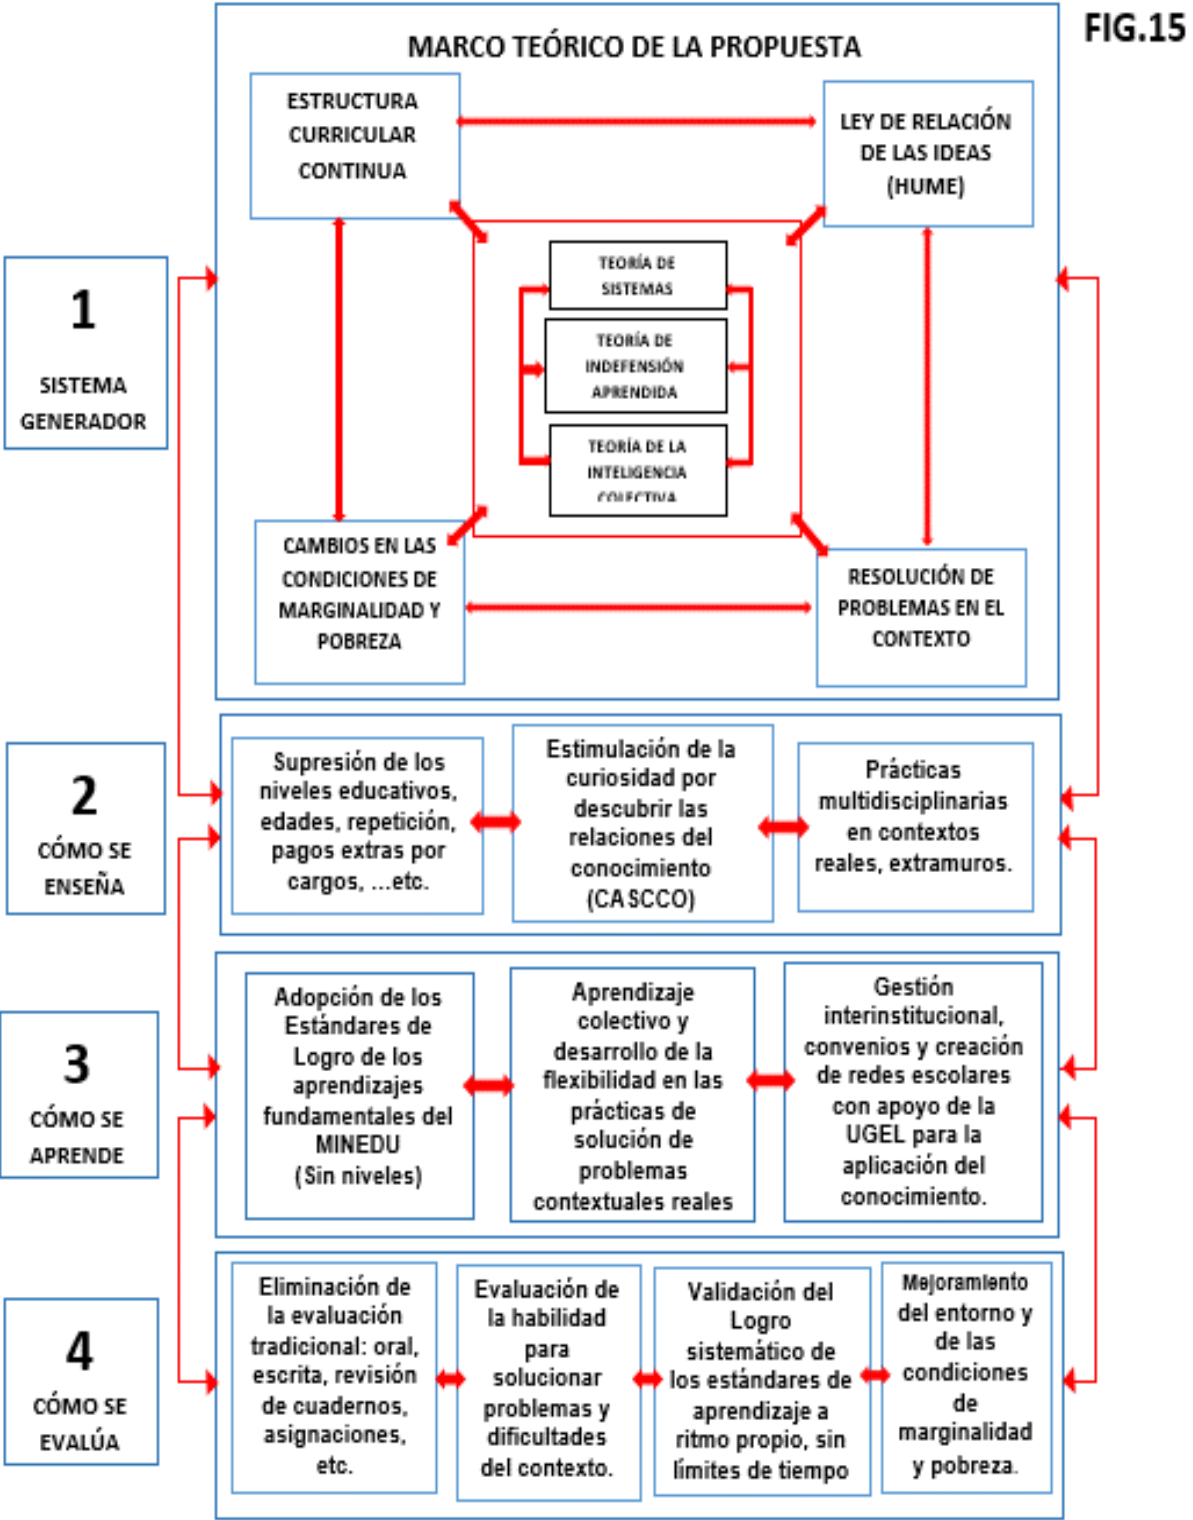 FIG.15
MARCO TEÓRICO DE LA PROPUESTA
ESTRUCTURA
CURRICULAR
CONTINUA
LEY DE RELACIÓN
DE LAS IDEAS
(HUME)
TEORÍA DE
SISTEMAS
TEORÍA DE
INDEFENSIÓN
APRENDIDA
TEORÍA DE LA
INTELIGENCIA
COLECTIVA
CAMBIOS EN LAS
CONDICIONES DE
MARGINALIDAD Y
POBREZA
RESOLUCIÓN DE
PROBLEMAS EN EL
CONTEXTO
1
SISTEMA
GENERADOR
2
CÓMO SE
ENSEÑA
Supresión de los
niveles educativos,
edades, repetición,
pagos extras por
cargos, ...etc.
Estimulación de la
curiosidad por
descubrir las
relaciones del
conocimiento
(CASCCO)
Prácticas
multidisciplinarias
en contextos
reales, extramuros.
3
CÓMO SE
APRENDE
Adopción de los
Estándares de
Logro de los
aprendizajes
fundamentales del
MINEDU
(Sin niveles)
Aprendizaje
colectivo y
desarrollo de la
flexibilidad en las
prácticas de
solución de
problemas
contextuales reales
Gestión
interinstitucional,
convenios y creación
de redes escolares
con apoyo de la
UGEL para la
aplicación del
conocimiento.
4
CÓMO SE
EVALÚA
Eliminación de
la evaluación
tradicional: oral,
escrita, revisión
de cuadernos,
asignaciones,
etc.
Evaluación de
la habilidad
para
solucionar
problemas y
dificultades
del contexto.
Validación del
Logro
sistemático de
los estándares de
aprendizaje a
ritmo propio, sin
límites de tiempo
Mejoramiento
del entorno y
de las
condiciones
de
marginalidad
y pobreza.